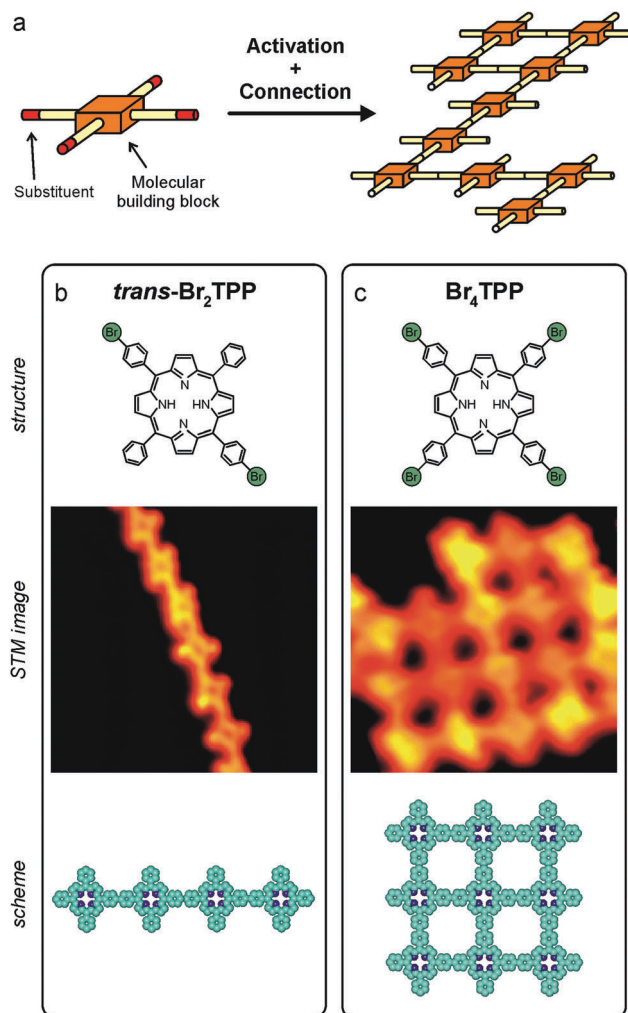 a
Activation
+
Connection
Substituent
Molecular
building block
b
trans-Br₂TPP
c
Br₄TPP
structure
Br
N
NH
HN
N
Br
Br
Br
N
NH
HN
N
Br
Br
STM image
scheme